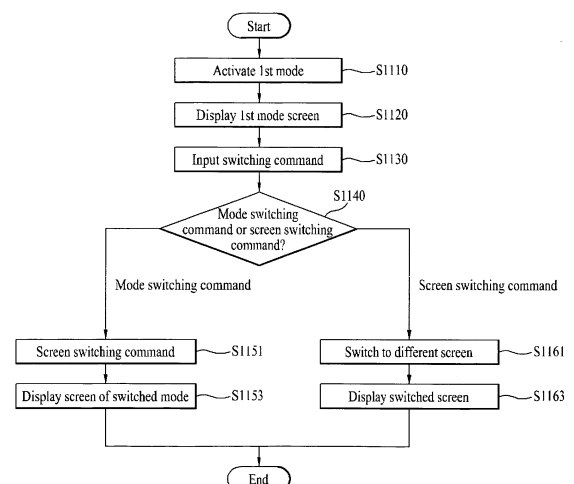 Start
Activate 1st mode
S1110
Display 1st mode screen
S1120
Input switching command
S1130
S1140
Mode switching
command or screen switching
command?
Mode switching command
Screen switching command
Screen switching command
S1151
Switch to different screen
S1161
Display screen of switched mode
S1153
Display switched screen
S1163
End